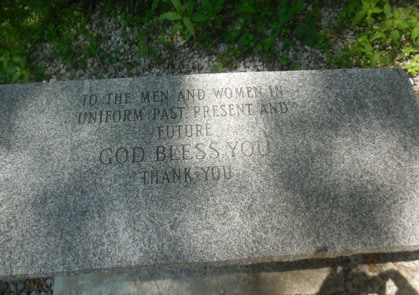 TO THE MEN AND WOMEN IN
UNIFORM PAST PRESENT AND
FUTURE
GOD BLESS YOU
THANK YOU